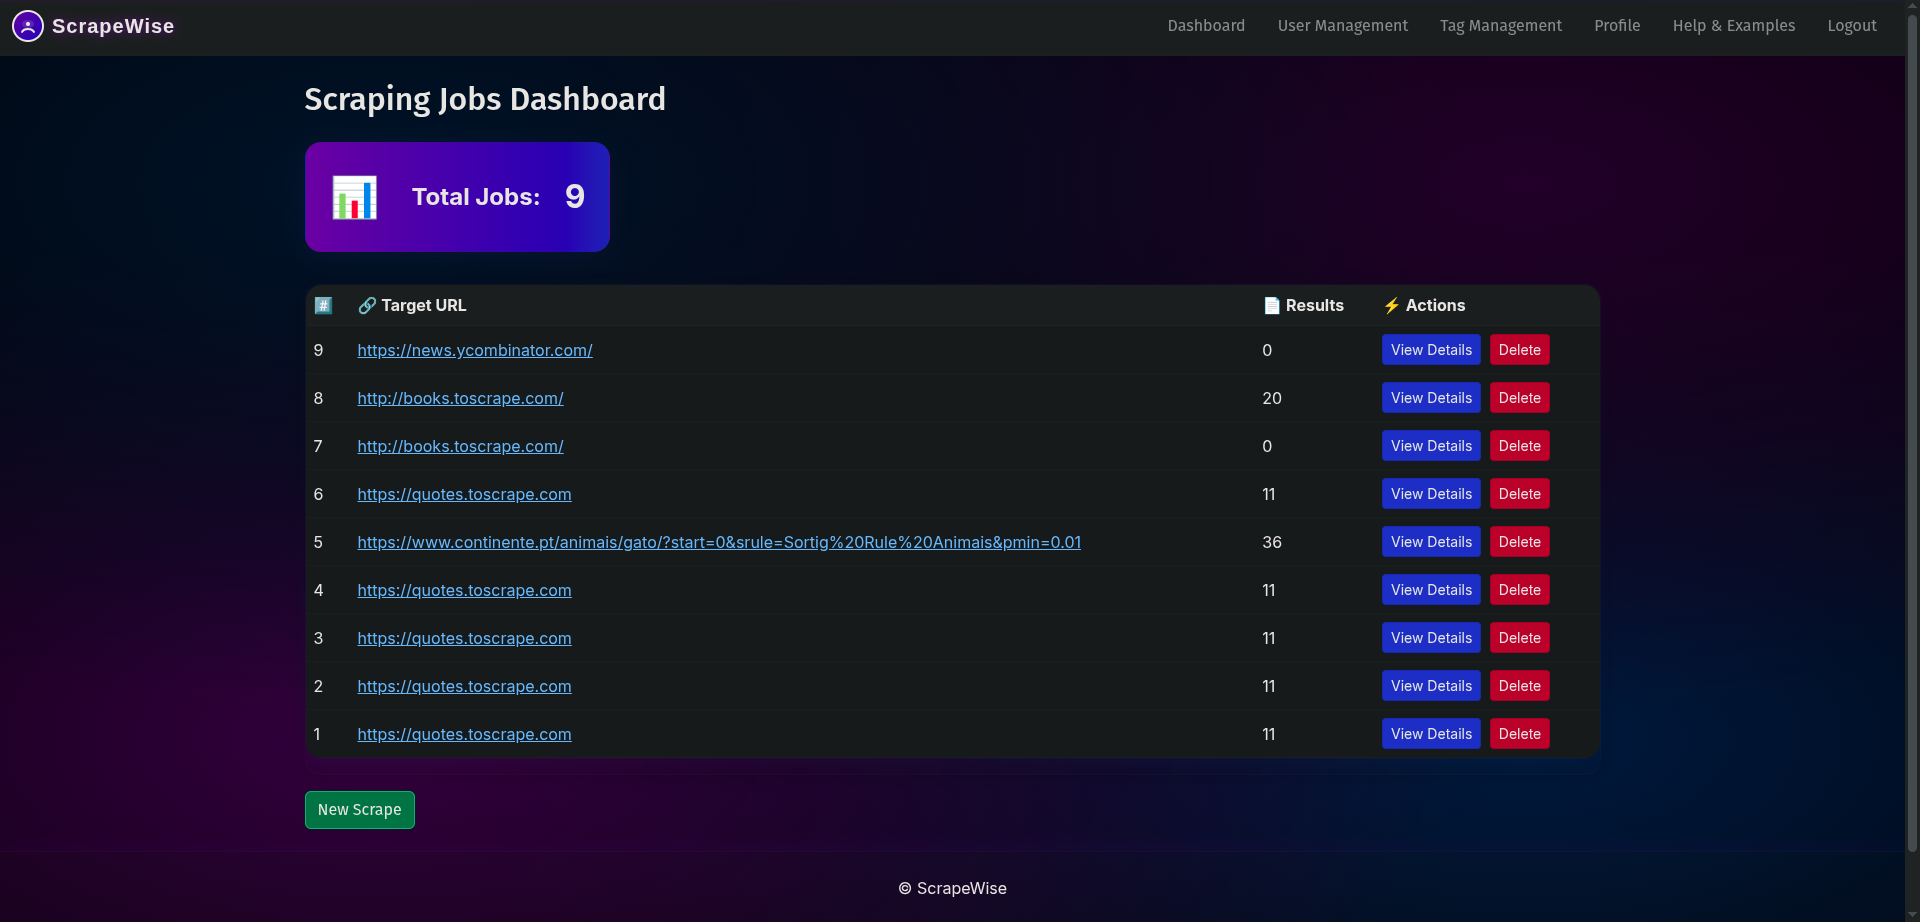 ScrapeWise Dashboard User Management Tag Management Profile Help & Examples Logout
Scraping Jobs Dashboard
Total Jobs: 9
# Target URL Results Actions
9 https://news.ycombinator.com/ 0 View Details Delete
8 http://books.toscrape.com/ 20 View Details Delete
7 http://books.toscrape.com/ 0 View Details Delete
6 https://quotes.toscrape.com 11 View Details Delete
5 https://www.continente.pt/animais/gato/?start=0&srule=Sortig%20Rule%20Animais&pmin=0.01 36 View Details Delete
4 https://quotes.toscrape.com 11 View Details Delete
3 https://quotes.toscrape.com 11 View Details Delete
2 https://quotes.toscrape.com 11 View Details Delete
1 https://quotes.toscrape.com 11 View Details Delete
New Scrape
© ScrapeWise